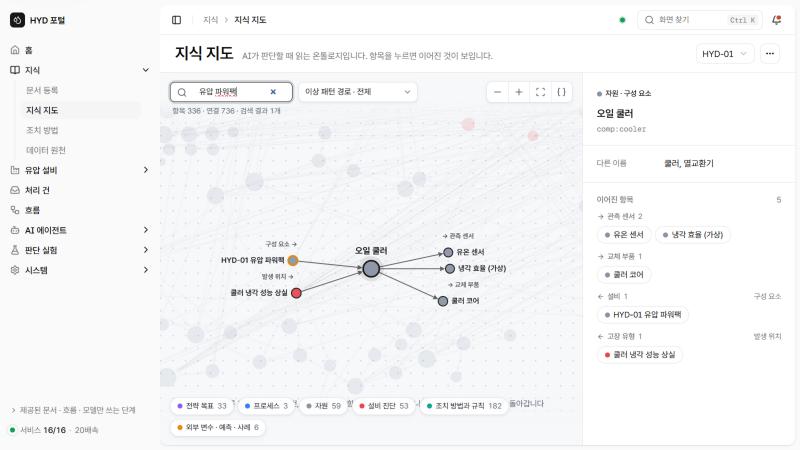 HYD 포털
지식 > 지식 지도
화면 찾기 Ctrl K
홈
지식
문서 등록
지식 지도
조치 방법
데이터 원천
유압 설비
처리 건
흐름
AI 에이전트
판단 실험
시스템
제공된 문서 · 흐름 · 모델만 쓰는 단계
서비스 16/16 · 20배속
지식 지도
AI가 판단할 때 읽는 온톨로지입니다. 항목을 누르면 이어진 것이 보입니다.
HYD-01
유압 파워팩
이상 패턴 경로 · 전체
항목 336 · 연결 736 · 검색 결과 1개
구성 요소 →
HYD-01 유압 파워팩
발생 위치 →
쿨러 냉각 성능 상실
오일 쿨러
→ 관측 센서
유온 센서
냉각 효율 (가상)
→ 교체 부품
쿨러 코어
전략 목표 33
프로세스 3
자원 59
설비 진단 53
조치 방법과 규칙 182
돌아갑니다
외부 변수 · 예측 · 사례 6
자원 · 구성 요소
오일 쿨러
comp:cooler
다른 이름 쿨러, 열교환기
이어진 항목 5
→ 관측 센서 2
유온 센서
냉각 효율 (가상)
→ 교체 부품 1
쿨러 코어
← 설비 1 구성 요소
HYD-01 유압 파워팩
← 고장 유형 1 발생 위치
쿨러 냉각 성능 상실